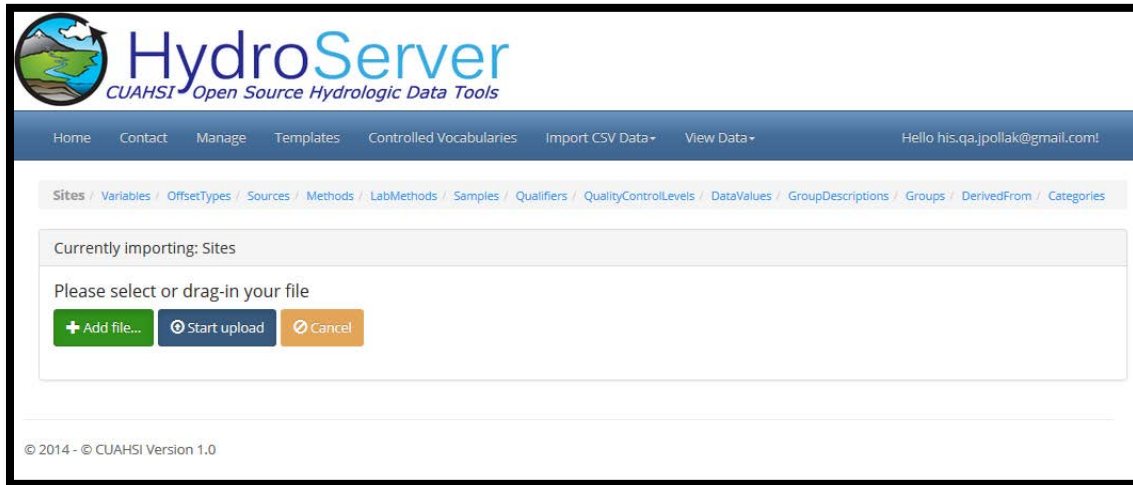 HydroServer
CUAHSI Open Source Hydrologic Data Tools
Home Contact Manage Templates Controlled Vocabularies Import CSV Data View Data Hello his.qa.jpollak@gmail.com!
Sites / Variables / OffsetTypes / Sources / Methods / LabMethods / Samples / Qualifiers / QualityControlLevels / DataValues / GroupDescriptions / Groups / DerivedFrom / Categories
Currently importing: Sites
Please select or drag-in your file
Add file... Start upload Cancel
© 2014 - © CUAHSI Version 1.0